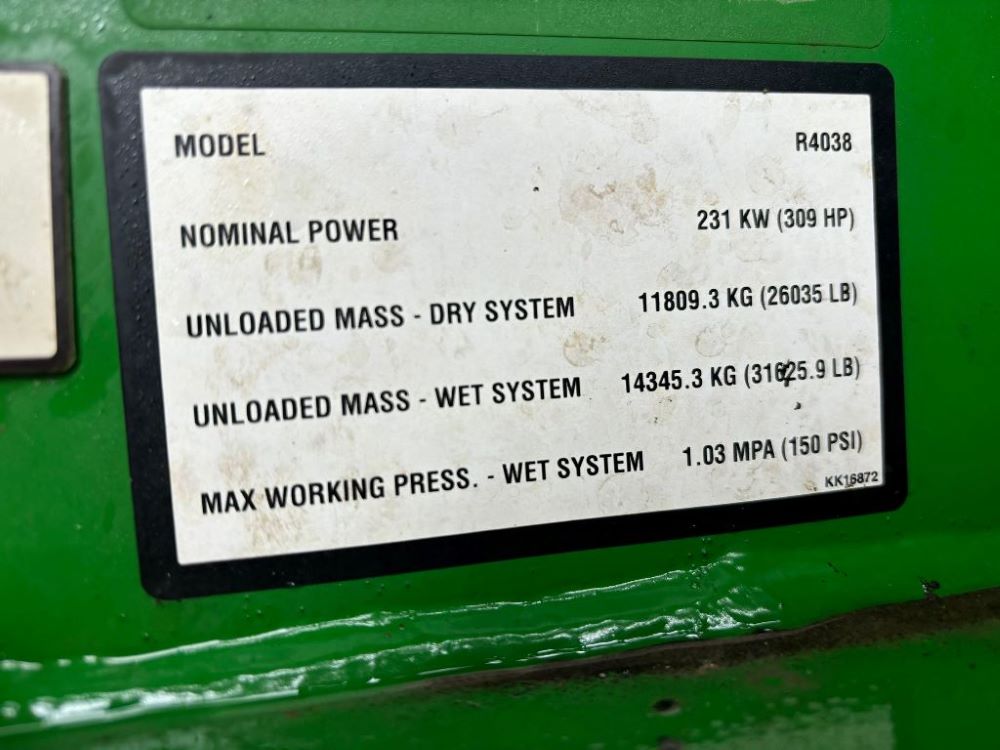 MODEL R4038
NOMINAL POWER 231 KW (309 HP)
UNLOADED MASS - DRY SYSTEM 11809.3 KG (26035 LB)
UNLOADED MASS - WET SYSTEM 14345.3 KG (31625.9 LB)
MAX WORKING PRESS. - WET SYSTEM 1.03 MPA (150 PSI)
KK16872